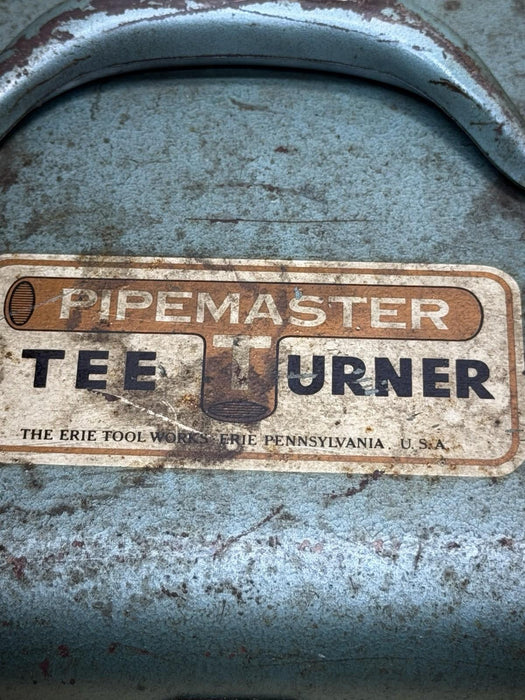 PIPEMASTER
TEE TURNER
THE ERIE TOOL WORKS ERIE PENNSYLVANIA. U.S.A.